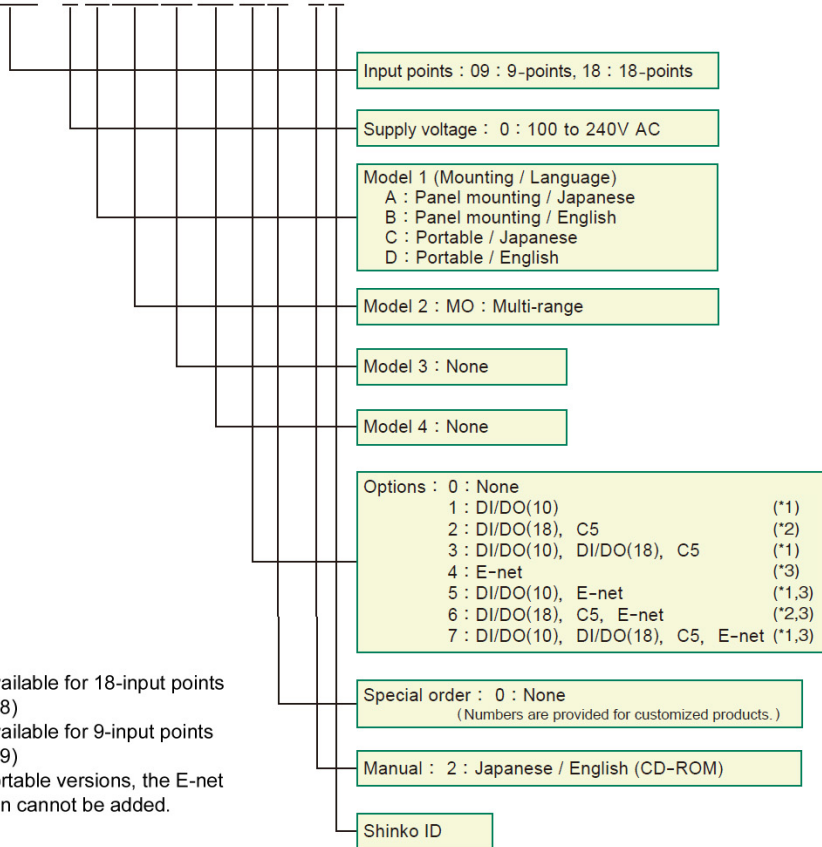 Input points : 09 : 9-points, 18 : 18-points
Supply voltage : 0 : 100 to 240V AC
Model 1 (Mounting / Language)
A : Panel mounting / Japanese
B : Panel mounting / English
C : Portable / Japanese
D : Portable / English
Model 2 : MO : Multi-range
Model 3 : None
Model 4 : None
Options : 0 : None
1 : DI/DO(10) (*1)
2 : DI/DO(18), C5 (*2)
3 : DI/DO(10), DI/DO(18), C5 (*1)
4 : E-net (*3)
5 : DI/DO(10), E-net (*1,3)
6 : DI/DO(18), C5, E-net (*2,3)
7 : DI/DO(10), DI/DO(18), C5, E-net (*1,3)
ailable for 18-input points
8)
ailable for 9-input points
9)
rtable versions, the E-net
n cannot be added.
Special order : 0 : None
(Numbers are provided for customized products.)
Manual : 2 : Japanese / English (CD-ROM)
Shinko ID